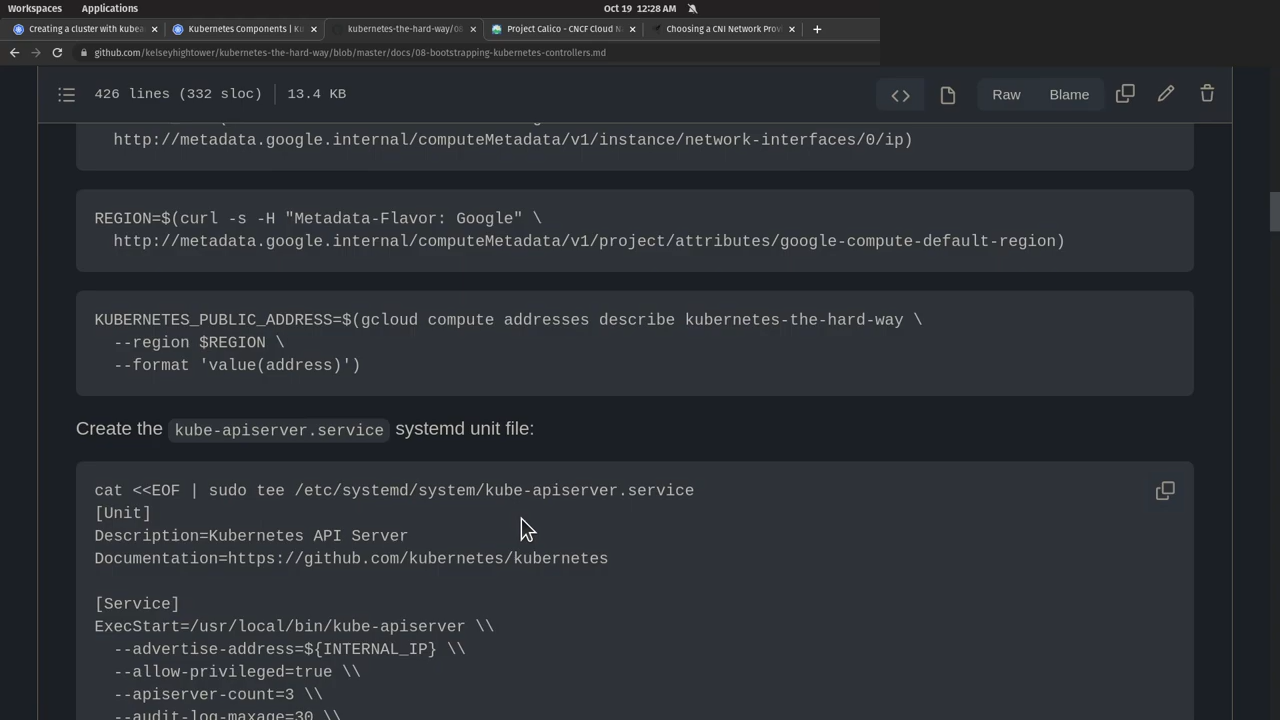 Workspaces Applications Oct 19 12:28 AM
Creating a cluster with kubea Kubernetes Components | Ku kubernetes-the-hard-way/08 Project Calico - CNCF Cloud N Choosing a CNI Network Prov
github.com/kelseyhightower/kubernetes-the-hard-way/blob/master/docs/08-bootstrapping-kubernetes-controllers.md
426 lines (332 sloc) 13.4 KB Raw Blame
http://metadata.google.internal/computeMetadata/v1/instance/network-interfaces/0/ip)
REGION=$(curl -s -H "Metadata-Flavor: Google" \
http://metadata.google.internal/computeMetadata/v1/project/attributes/google-compute-default-region)
KUBERNETES_PUBLIC_ADDRESS=$(gcloud compute addresses describe kubernetes-the-hard-way \
--region $REGION \
--format 'value(address)')
Create the kube-apiserver.service systemd unit file:
cat <<EOF | sudo tee /etc/systemd/system/kube-apiserver.service
[Unit]
Description=Kubernetes API Server
Documentation=https://github.com/kubernetes/kubernetes
[Service]
ExecStart=/usr/local/bin/kube-apiserver \\
--advertise-address=${INTERNAL_IP} \\
--allow-privileged=true \\
--apiserver-count=3 \\
--audit-log-maxage=30 \\